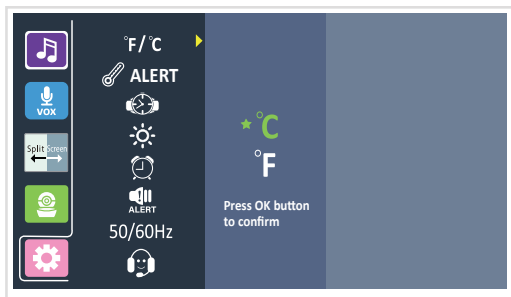 VOX
Split Screen
°F/°C
ALERT
ALERT
50/60Hz
°C
°F
Press OK button
to confirm